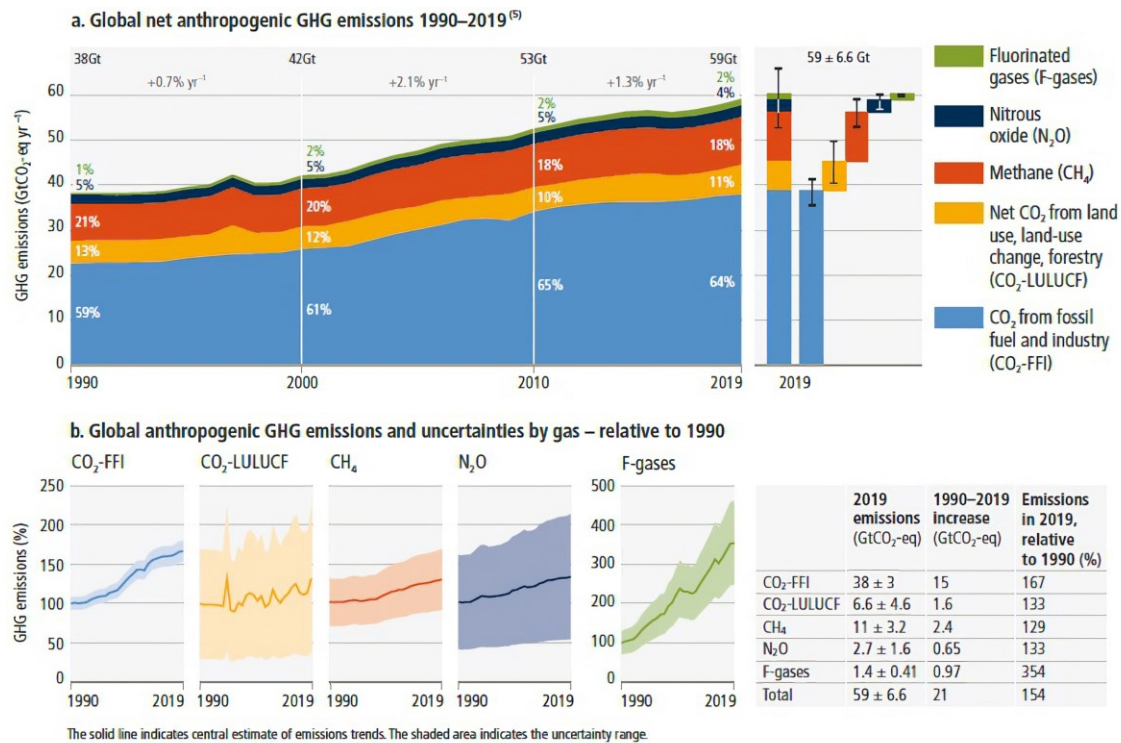 a. Global net anthropogenic GHG emissions 1990–2019 (5)
38Gt 42Gt 53Gt 59Gt 59 ± 6.6 Gt
+0.7% yr⁻¹ +2.1% yr⁻¹ +1.3% yr⁻¹
GHG emissions (GtCO₂-eq yr⁻¹)
60
50
40
30
20
10
0
1%
5%
21%
13%
59%
2%
5%
20%
12%
61%
2%
5%
18%
10%
65%
2%
4%
18%
11%
64%
1990 2000 2010 2019 2019
Fluorinated
gases (F-gases)
Nitrous
oxide (N₂O)
Methane (CH₄)
Net CO₂ from land
use, land-use
change, forestry
(CO₂-LULUCF)
CO₂ from fossil
fuel and industry
(CO₂-FFI)
b. Global anthropogenic GHG emissions and uncertainties by gas – relative to 1990
CO₂-FFI CO₂-LULUCF CH₄ N₂O F-gases
GHG emissions (%)
250
200
150
100
50
0
500
400
300
200
100
0
1990 2019 1990 2019 1990 2019 1990 2019 1990 2019
2019
emissions
(GtCO₂-eq)
1990–2019
increase
(GtCO₂-eq)
Emissions
in 2019,
relative
to 1990 (%)
CO₂-FFI 38 ± 3 15 167
CO₂-LULUCF 6.6 ± 4.6 1.6 133
CH₄ 11 ± 3.2 2.4 129
N₂O 2.7 ± 1.6 0.65 133
F-gases 1.4 ± 0.41 0.97 354
Total 59 ± 6.6 21 154
The solid line indicates central estimate of emissions trends. The shaded area indicates the uncertainty range.